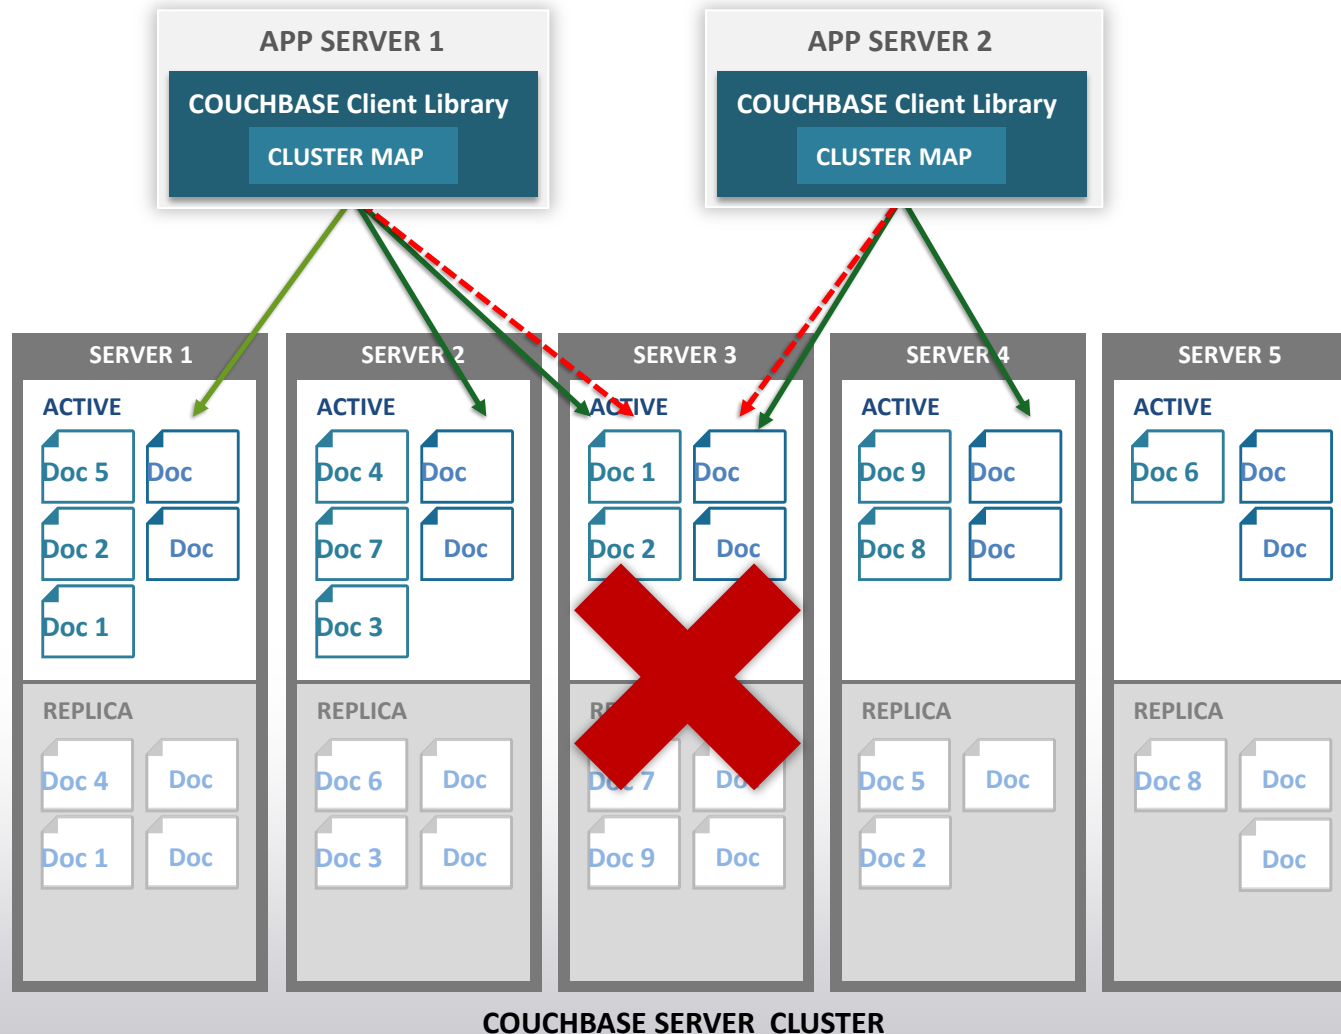 APP SERVER 1
COUCHBASE Client Library
CLUSTER MAP
APP SERVER 2
COUCHBASE Client Library
CLUSTER MAP
SERVER 1
ACTIVE
Doc 5 Doc
Doc 2 Doc
Doc 1
REPLICA
Doc 4 Doc
Doc 1 Doc
SERVER 2
ACTIVE
Doc 4 Doc
Doc 7 Doc
Doc 3
REPLICA
Doc 6 Doc
Doc 3 Doc
SERVER 3
ACTIVE
Doc 1 Doc
Doc 2 Doc
7
Doc 9 Doc
SERVER 4
ACTIVE
Doc 9 Doc
Doc 8 Doc
REPLICA
Doc 5 Doc
Doc 2
SERVER 5
ACTIVE
Doc 6 Doc
Doc
REPLICA
Doc 8 Doc
Doc
COUCHBASE SERVER CLUSTER